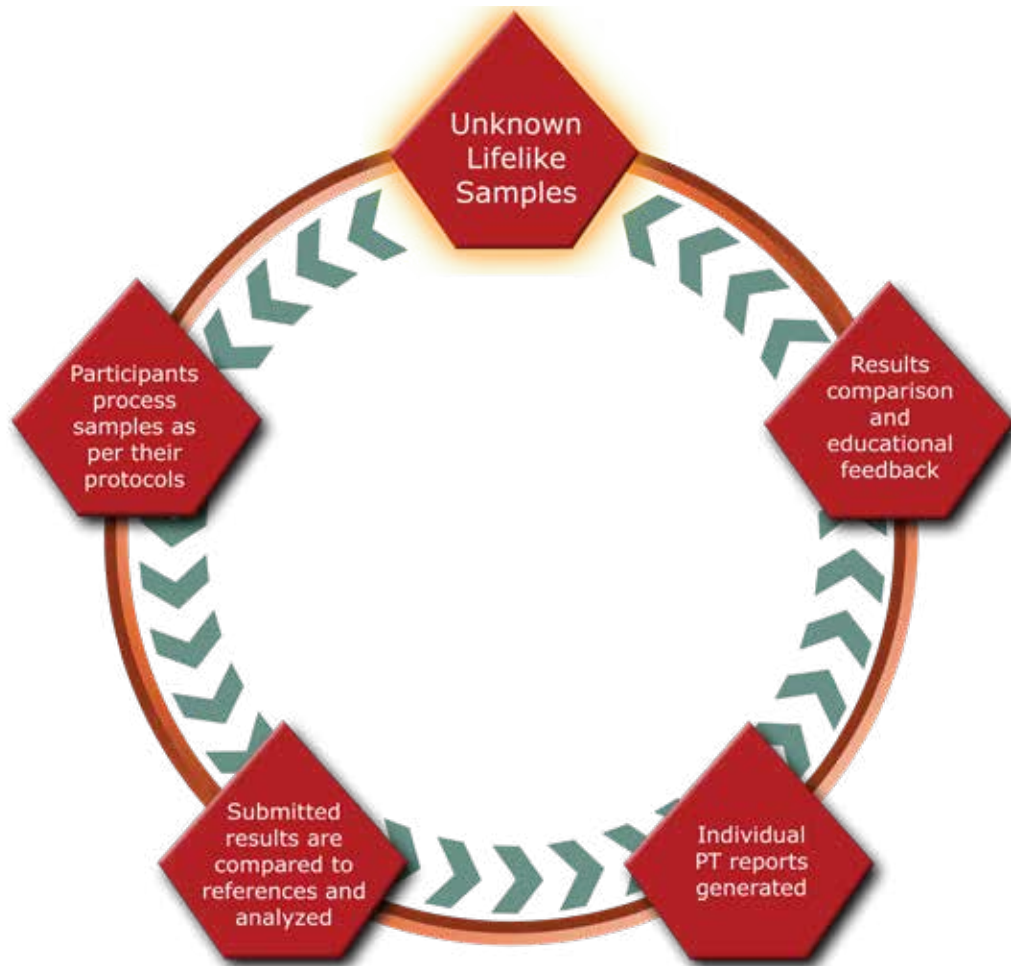 Unknown
Lifelike
Samples
Participants
process
samples as
per their
protocols
Submitted
results are
compared to
references and
analyzed
Individual
PT reports
generated
Results
comparison
and
educational
feedback